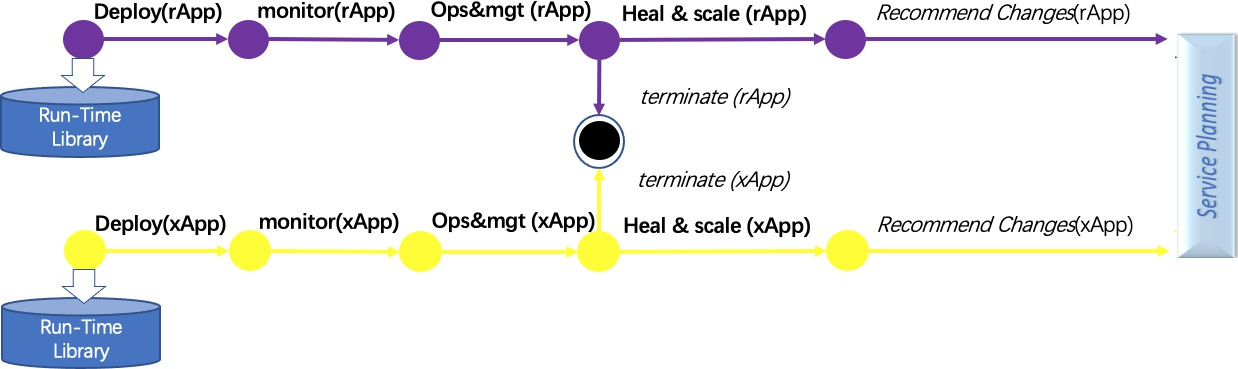 Deploy(rApp)
monitor(rApp)
Ops&mgt (rApp)
Heal & scale (rApp)
Recommend Changes(rApp)
Run-Time
Library
terminate (rApp)
Service Planning
terminate (xApp)
Deploy(xApp)
monitor(xApp)
Ops&mgt (xApp)
Heal & scale (xApp)
Recommend Changes(xApp)
Run-Time
Library